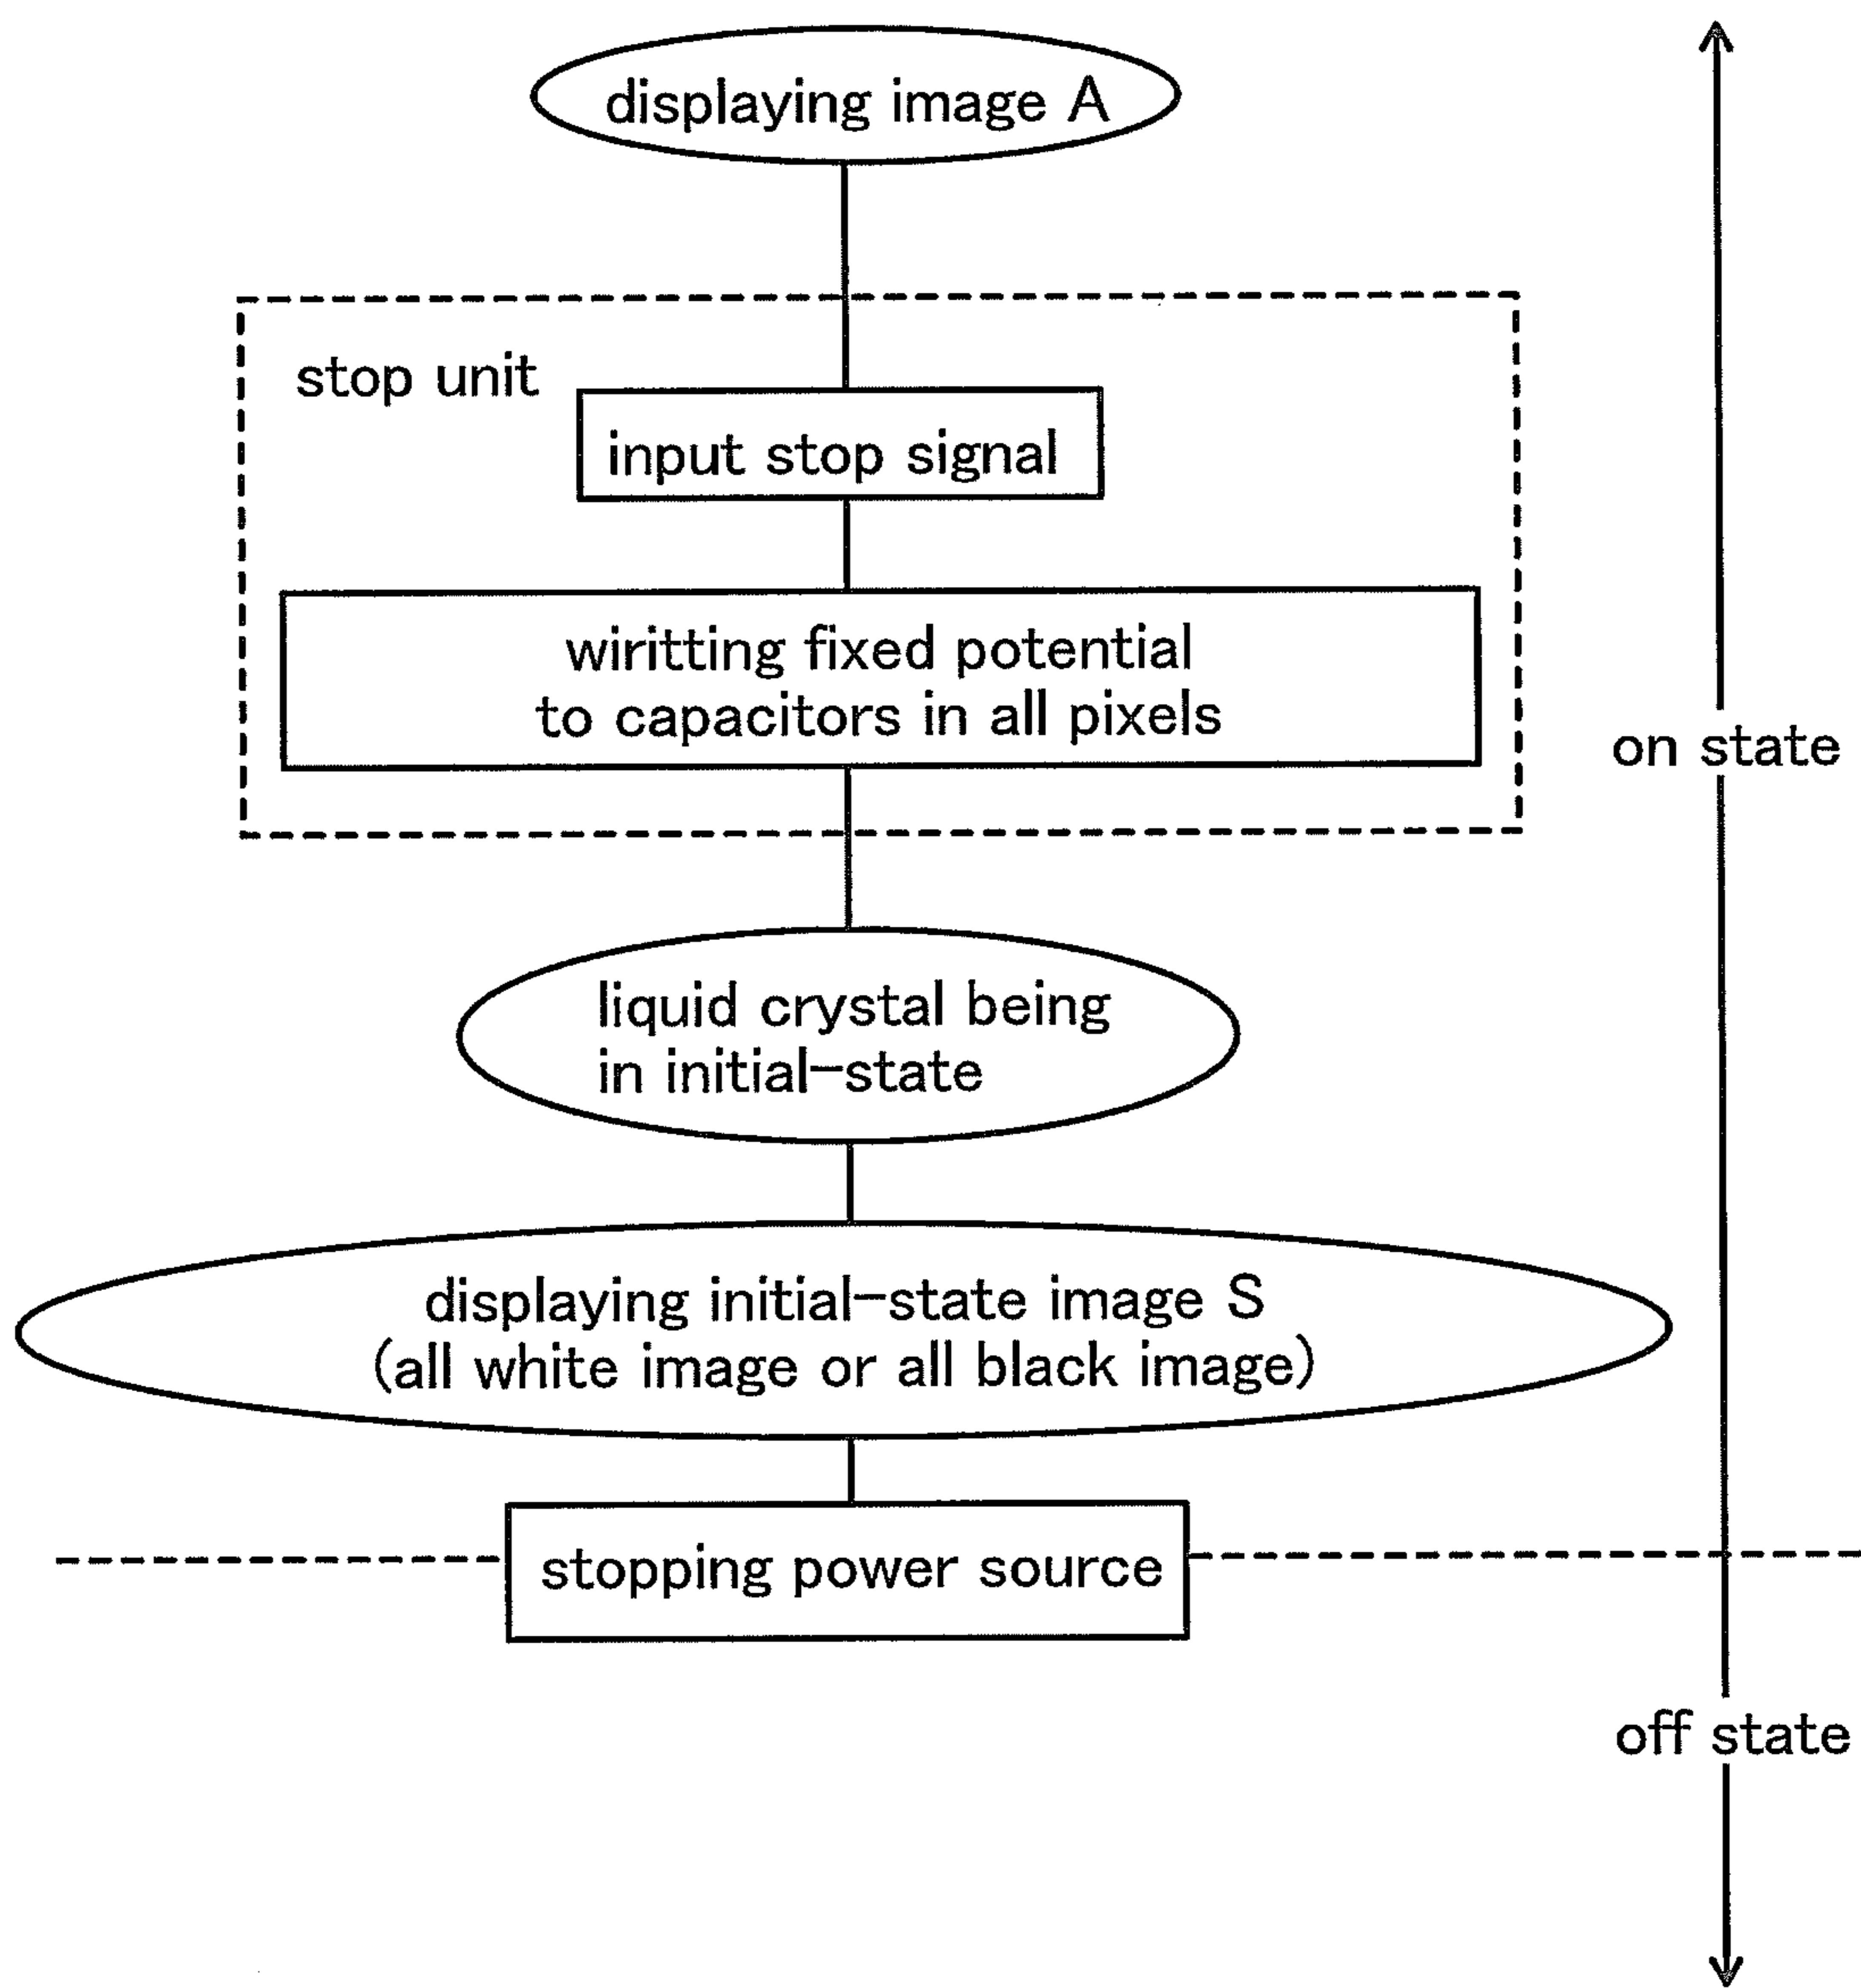 displaying image A
stop unit
input stop signal
wiritting fixed potential
to capacitors in all pixels
on state
liquid crystal being
in initial-state
displaying initial-state image S
(all white image or all black image)
stopping power source
off state